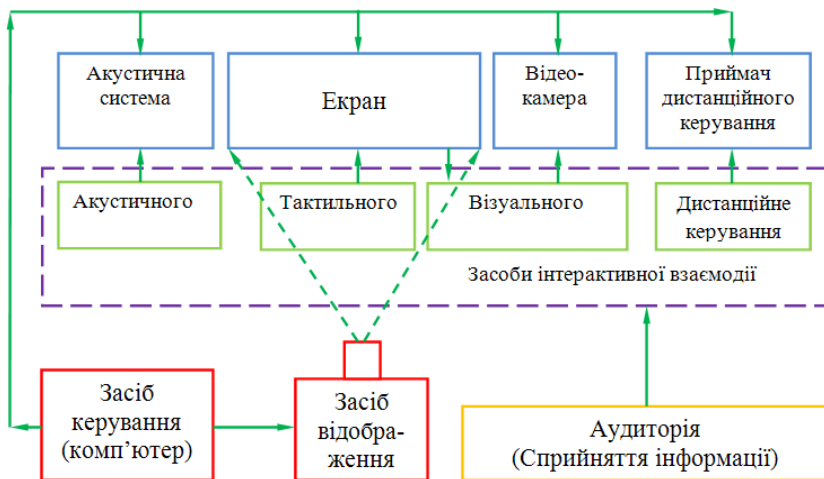 Акустична
система
Екран
Відео-
камера
Приймач
дистанційного
керування
Акустичного
Тактильного
Візуального
Дистанційне
керування
Засоби інтерактивної взаємодії
Засіб
керування
(комп’ютер)
Засіб
відобра-
ження
Аудиторія
(Сприйняття інформації)